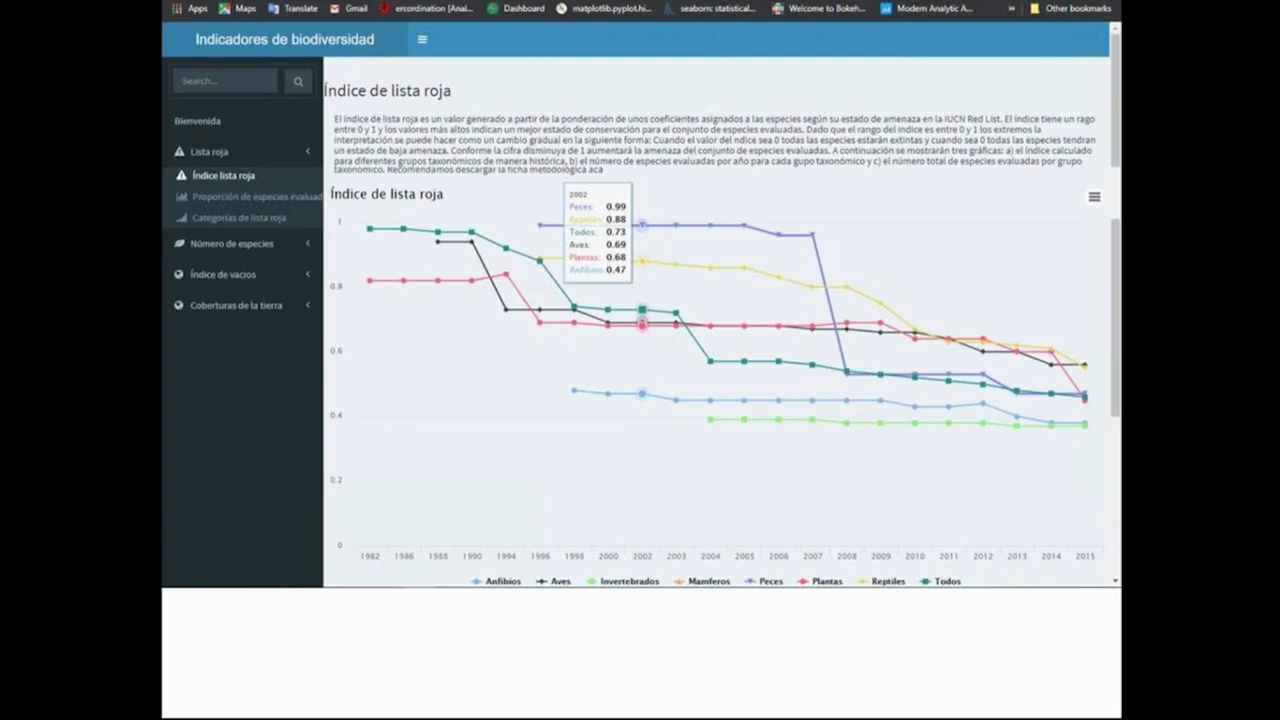 Apps Maps Translate Gmail errordination [Anal... Dashboard matplotlib.pyplot.hi... seaborn: statistical... Welcome to Bokeh... Modern Analytic A... » Other bookmarks
Indicadores de biodiversidad
Search...
Bienvenida
Lista roja
Índice lista roja
Proporción de especies evaluad
Categorías de lista roja
Número de especies
Índice de vacios
Coberturas de la tierra
Índice de lista roja
El índice de lista roja es un valor generado a partir de la ponderación de unos coeficientes asignados a las especies según su estado de amenaza en la IUCN Red List. El índice tiene un rago
entre 0 y 1 y los valores más altos indican un mejor estado de conservación para el conjunto de especies evaluadas. Dado que el rango del indice es entre 0 y 1 los extremos la
interpretación se puede hacer como un cambio gradual en la siguiente forma: Cuando el valor del ndice sea 0 todas las especies estarán extintas y cuando sea 0 todas las especies tendran
un estado de baja amenaza. Conforme la cifra disminuya de 1 aumentará la amenaza del conjunto de especies evaluadas. A continuación se mostrarán tres gráficas: a) el índice calculado
para diferentes grupos taxonómicos de manera histórica, b) el número de especies evaluadas por año para cada gupo taxonómico y c) el número total de especies evaluadas por grupo
taxonómico. Recomendamos descargar la ficha metodológica aca
Índice de lista roja
2002
Peces: 0.99
Reptiles: 0.88
Todos: 0.73
Aves: 0.69
Plantas: 0.68
Anfibios: 0.47
1
0.8
0.6
0.4
0.2
0
1982 1986 1988 1990 1994 1996 1998 2000 2002 2003 2004 2005 2006 2007 2008 2009 2010 2011 2012 2013 2014 2015
Anfibios Aves Invertebrados Mamferos Peces Plantas Reptiles Todos